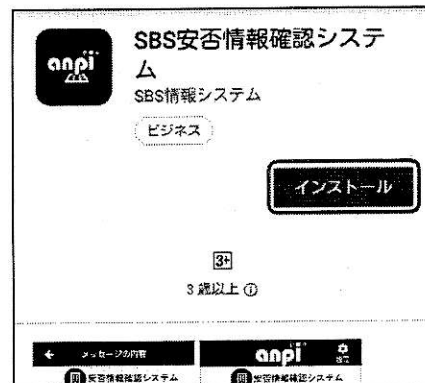 anpi
SBS安否情報確認システ
ム
SBS情報システム
ビジネス
インストール
3+
3 歳以上
メッセージの内容
anpi
設定
安否情報確認システム
安否情報確認システム